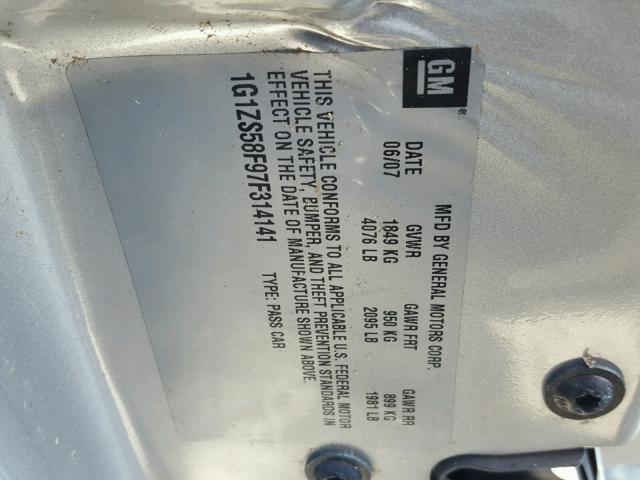 GM
MFD BY GENERAL MOTORS CORP.
DATE GVWR GAWR FRT GAWR RR
06/07 1849 KG 950 KG 899 KG
4076 LB 2095 LB 1981 LB
THIS VEHICLE CONFORMS TO ALL APPLICABLE U.S. FEDERAL MOTOR
VEHICLE SAFETY, BUMPER, AND THEFT PREVENTION STANDARDS IN
EFFECT ON THE DATE OF MANUFACTURE SHOWN ABOVE.
1G1ZS58F97F314141 TYPE: PASS CAR